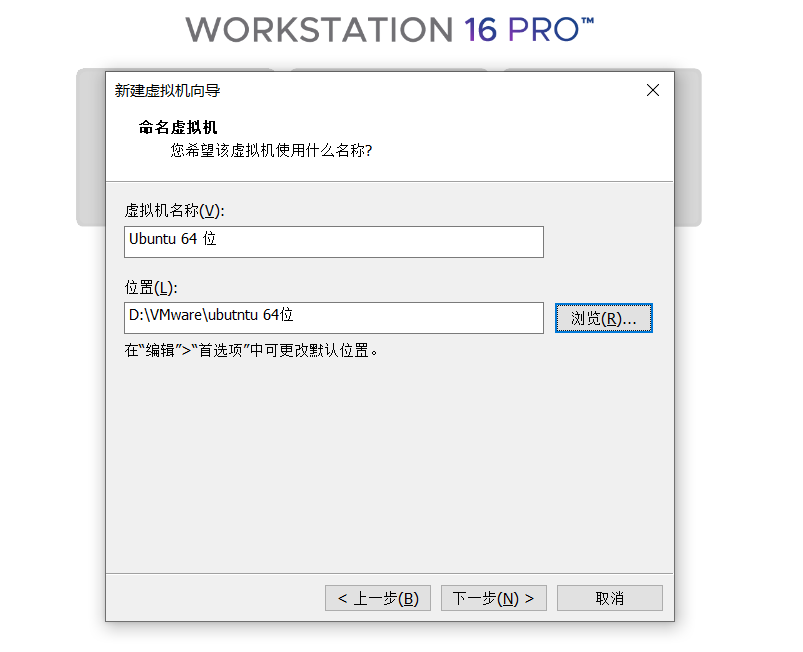 WORKSTATION 16 PRO™
新建虚拟机向导
命名虚拟机
您希望该虚拟机使用什么名称?
虚拟机名称(V):
Ubuntu 64 位
位置(L):
D:\VMware\ubutntu 64位
浏览(R)...
在“编辑”>“首选项”中可更改默认位置。
< 上一步(B)
下一步(N) >
取消